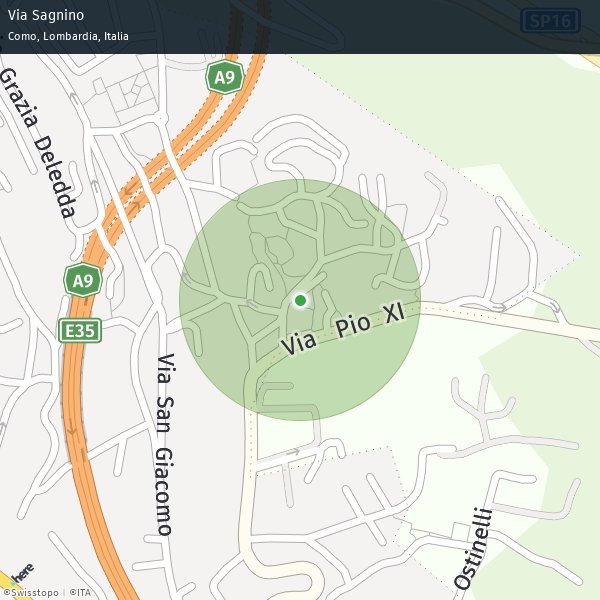 Via Sagnino
Como, Lombardia, Italia
SP16
A9
Grazia Deledda
A9
E35
Via Pio XI
Via San Giacomo
Ostinelli
here
©Swisstopo | ©ITA